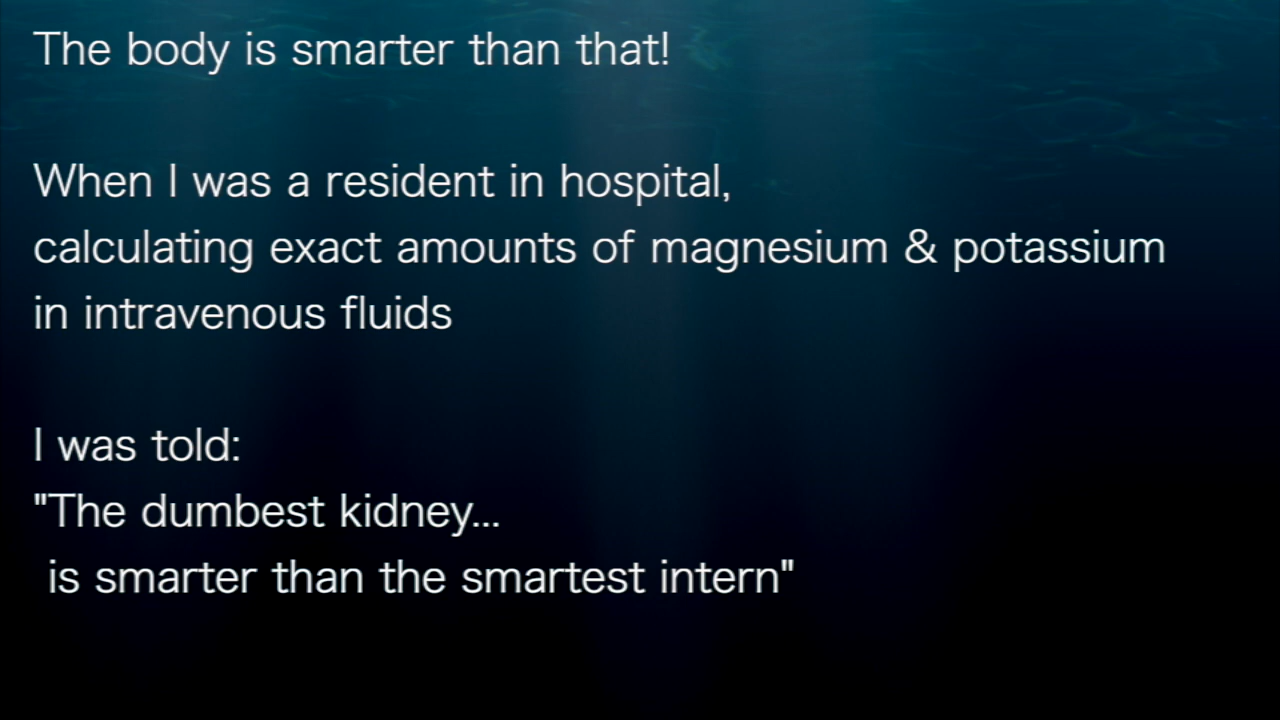 The body is smarter than that!
When I was a resident in hospital,
calculating exact amounts of magnesium & potassium
in intravenous fluids
I was told:
"The dumbest kidney...
is smarter than the smartest intern"